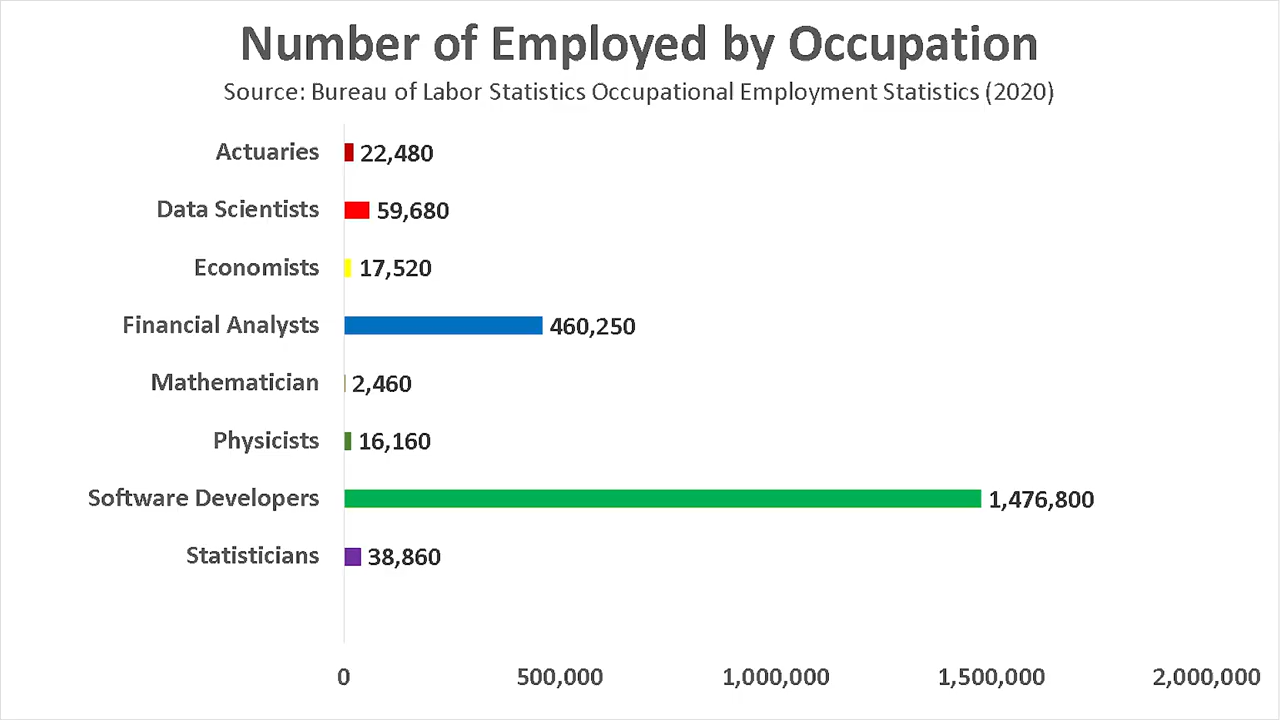 Number of Employed by Occupation
Source: Bureau of Labor Statistics Occupational Employment Statistics (2020)
Actuaries 22,480
Data Scientists 59,680
Economists 17,520
Financial Analysts 460,250
Mathematician 2,460
Physicists 16,160
Software Developers 1,476,800
Statisticians 38,860
0 500,000 1,000,000 1,500,000 2,000,000